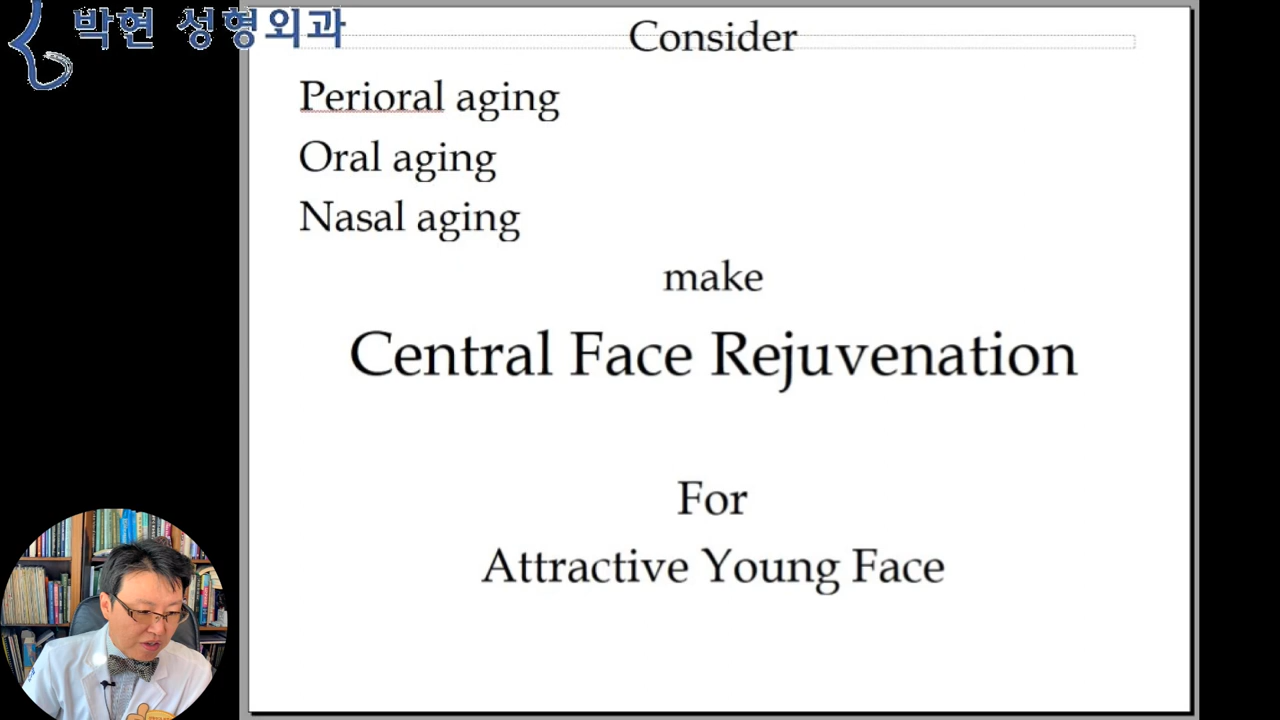 박현 성형외과
Consider
Perioral aging
Oral aging
Nasal aging
make
Central Face Rejuvenation
For
Attractive Young Face